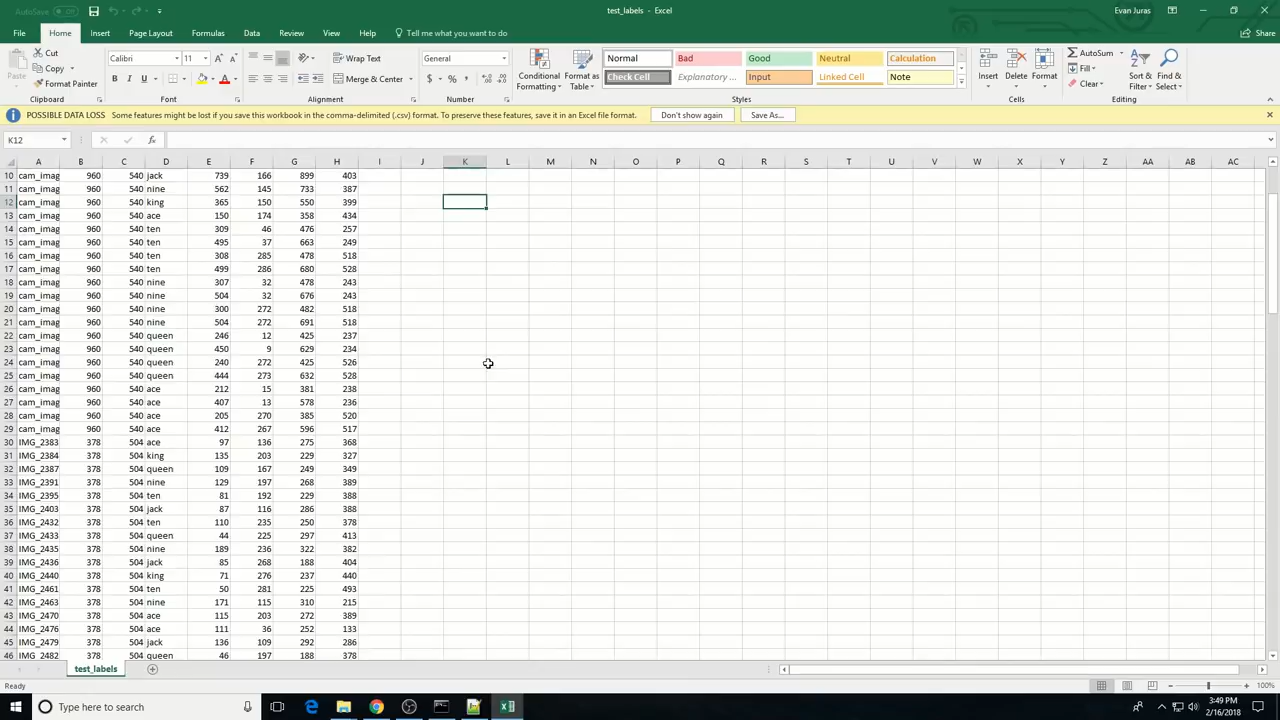 AutoSave Off test_labels - Excel Evan Juras
File Home Insert Page Layout Formulas Data Review View Help Tell me what you want to do Share
Cut Calibri 11 Wrap Text General Normal Bad Good Neutral Calculation AutoSum
Paste Copy B I U A Merge & Center $ % , Conditional Formatting Format as Table Check Cell Explanatory ... Input Linked Cell Note Insert Delete Format Fill Sort & Filter Find & Select
Format Painter Clear
Clipboard Font Alignment Number Styles Cells Editing
POSSIBLE DATA LOSS Some features might be lost if you save this workbook in the comma-delimited (.csv) format. To preserve these features, save it in an Excel file format. Don't show again Save As...
K12 fx
A B C D E F G H I J K L M N O P Q R S T U V W X Y Z AA AB AC
10 cam_imag 960 540 jack 739 166 899 403
11 cam_imag 960 540 nine 562 145 733 387
12 cam_imag 960 540 king 365 150 550 399
13 cam_imag 960 540 ace 150 174 358 434
14 cam_imag 960 540 ten 309 46 476 257
15 cam_imag 960 540 ten 495 37 663 249
16 cam_imag 960 540 ten 308 285 478 518
17 cam_imag 960 540 ten 499 286 680 528
18 cam_imag 960 540 nine 307 32 478 243
19 cam_imag 960 540 nine 504 32 676 243
20 cam_imag 960 540 nine 300 272 482 518
21 cam_imag 960 540 nine 504 272 691 518
22 cam_imag 960 540 queen 246 12 425 237
23 cam_imag 960 540 queen 450 9 629 234
24 cam_imag 960 540 queen 240 272 425 526
25 cam_imag 960 540 queen 444 273 632 528
26 cam_imag 960 540 ace 212 15 381 238
27 cam_imag 960 540 ace 407 13 578 236
28 cam_imag 960 540 ace 205 270 385 520
29 cam_imag 960 540 ace 412 267 596 517
30 IMG_2383 378 504 ace 97 136 275 368
31 IMG_2384 378 504 king 135 203 229 327
32 IMG_2387 378 504 queen 109 167 249 349
33 IMG_2391 378 504 nine 129 197 268 389
34 IMG_2395 378 504 ten 81 192 229 388
35 IMG_2403 378 504 jack 87 116 286 388
36 IMG_2432 378 504 ten 110 235 250 378
37 IMG_2433 378 504 queen 44 225 297 413
38 IMG_2435 378 504 nine 189 236 322 382
39 IMG_2436 378 504 jack 85 268 188 404
40 IMG_2440 378 504 king 71 276 237 440
41 IMG_2461 378 504 ten 50 281 225 493
42 IMG_2463 378 504 nine 171 115 310 215
43 IMG_2470 378 504 ace 115 203 272 389
44 IMG_2476 378 504 ace 111 36 252 133
45 IMG_2479 378 504 jack 136 109 292 286
46 IMG_2482 378 504 queen 46 197 188 378
test_labels
Ready 100%
Type here to search 3:49 PM
2/16/2018